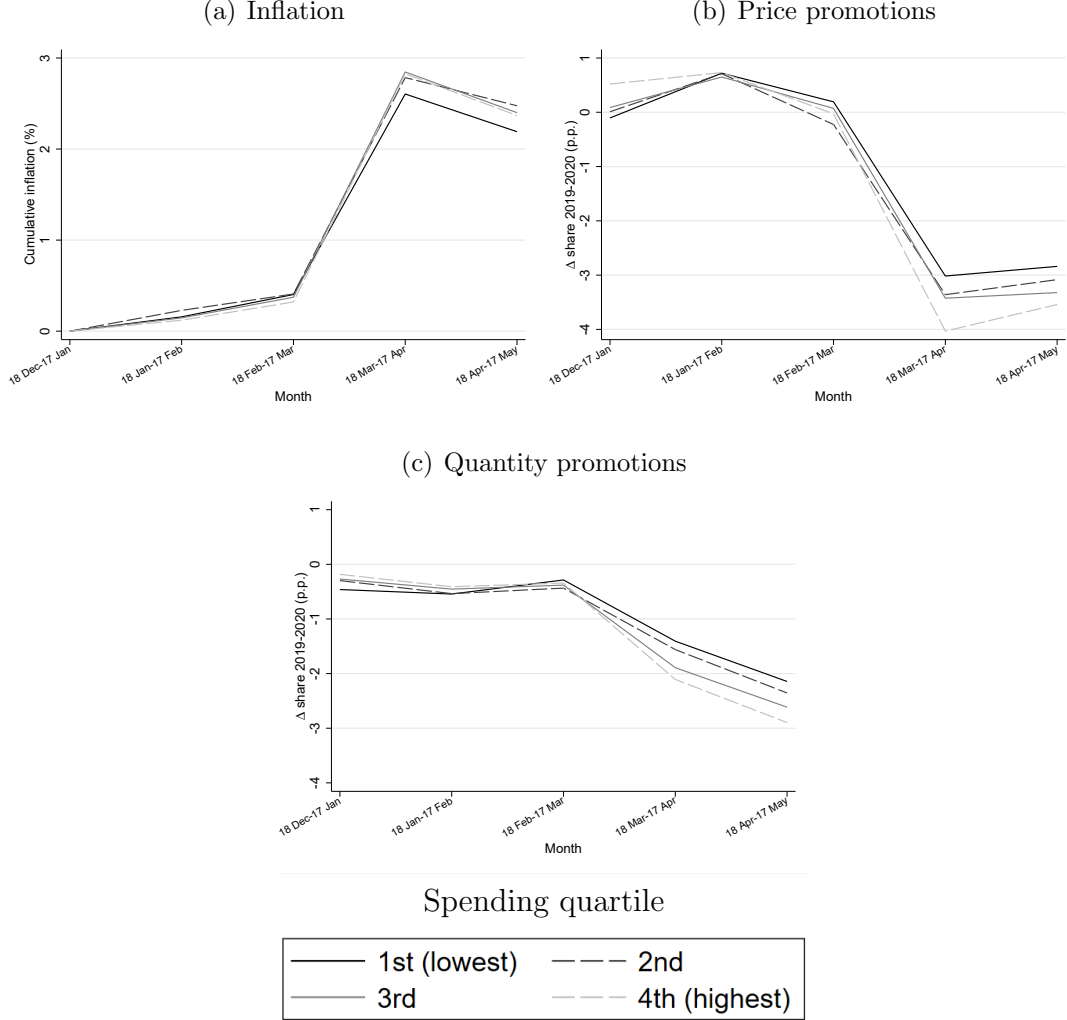 (a) Inflation
Cumulative inflation (%)
3
2
1
0
18 Dec-17 Jan
18 Jan-17 Feb
18 Feb-17 Mar
18 Mar-17 Apr
18 Apr-17 May
Month
(b) Price promotions
Δ share 2019-2020 (p.p.)
1
0
-1
-2
-3
-4
18 Dec-17 Jan
18 Jan-17 Feb
18 Feb-17 Mar
18 Mar-17 Apr
18 Apr-17 May
Month
(c) Quantity promotions
Δ share 2019-2020 (p.p.)
1
0
-1
-2
-3
-4
18 Dec-17 Jan
18 Jan-17 Feb
18 Feb-17 Mar
18 Mar-17 Apr
18 Apr-17 May
Month
Spending quartile
1st (lowest) 2nd
3rd 4th (highest)